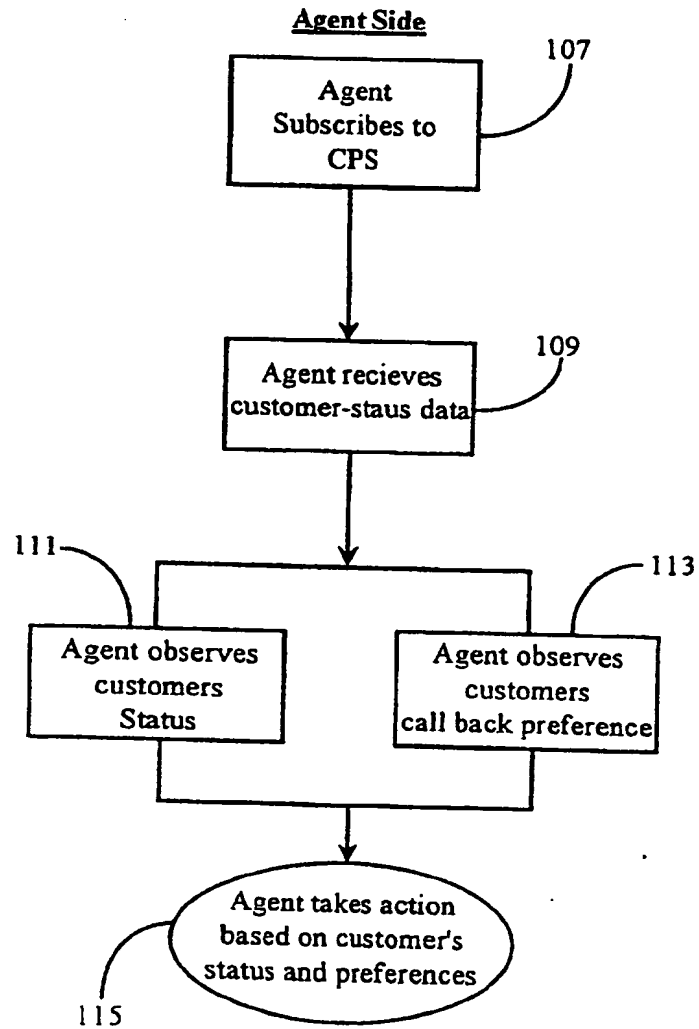 Agent Side
107
Agent
Subscribes to
CPS
109
Agent recieves
customer-staus data
111
113
Agent observes
customers
Status
Agent observes
customers
call back preference
Agent takes action
based on customer's
status and preferences
115